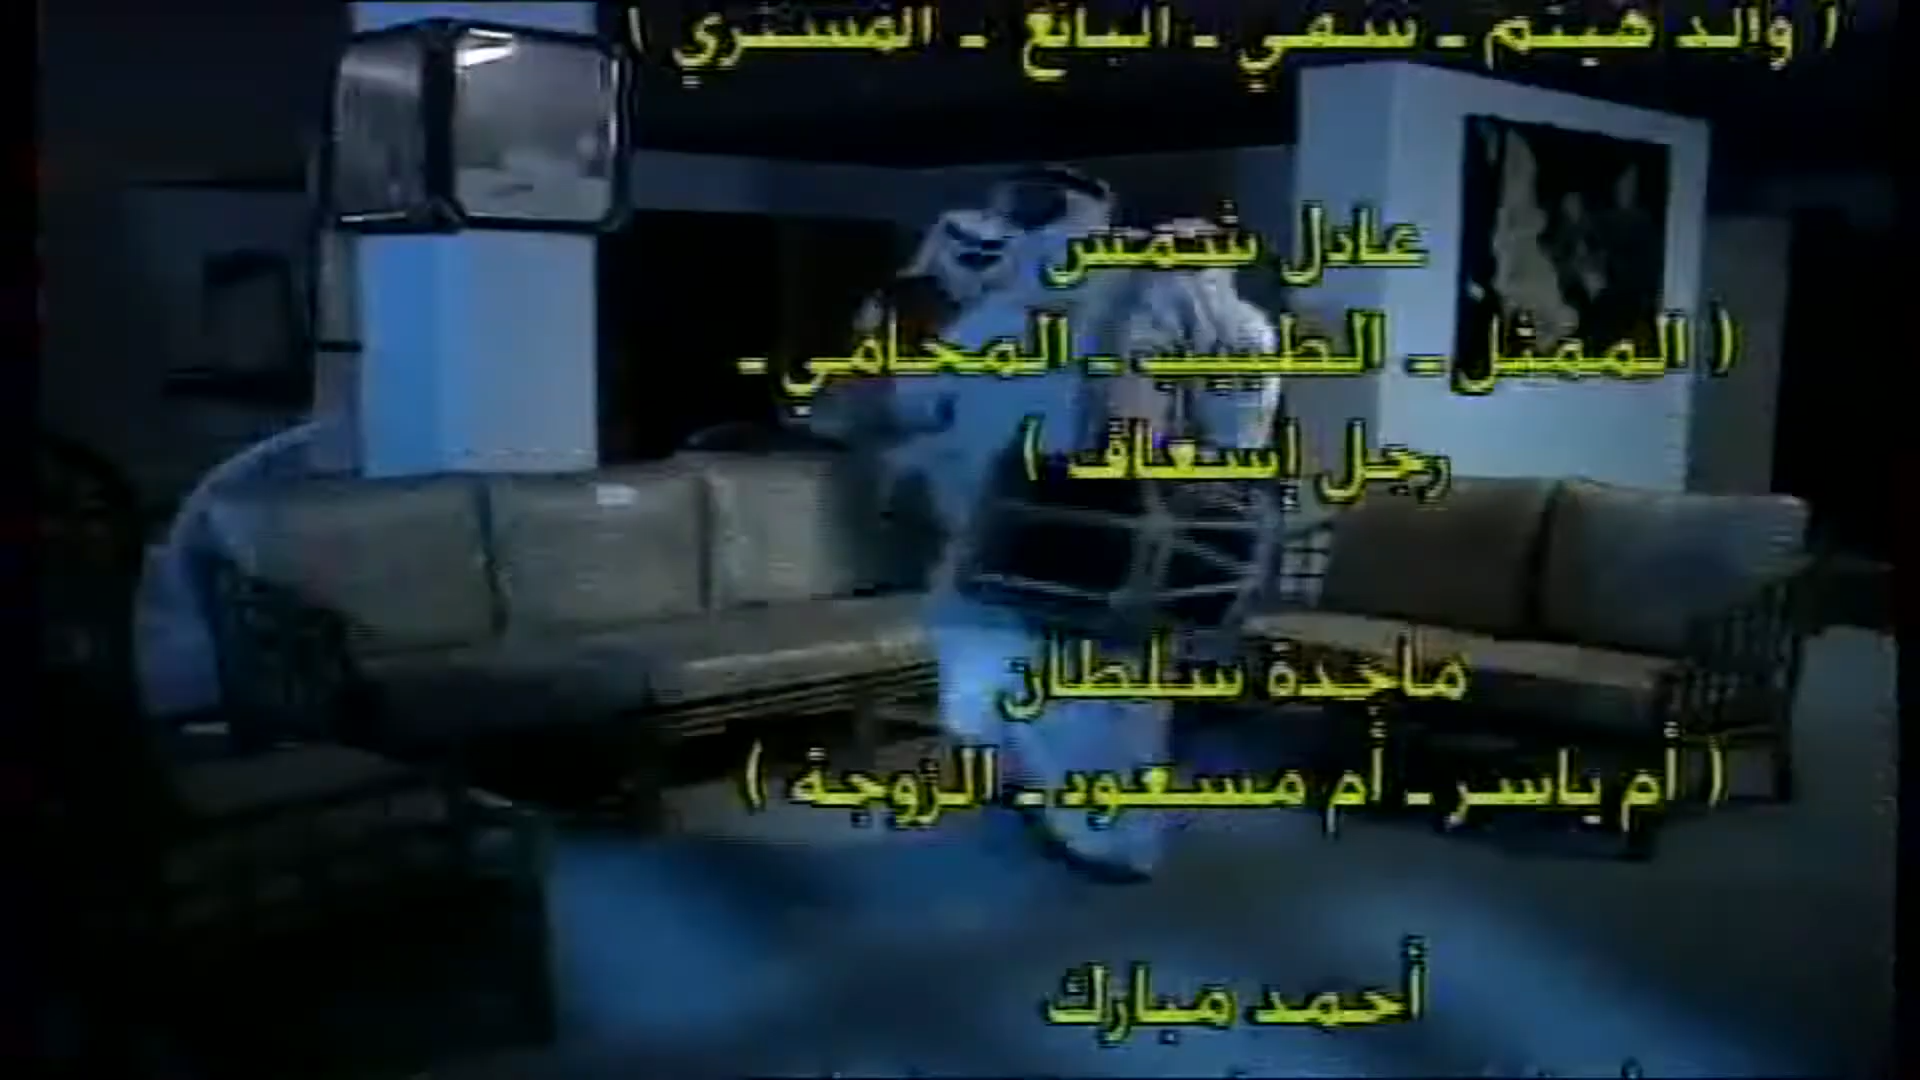 ( والد هيثم ـ سمي ـ البائع ـ المشتري )
عادل شمس
( الممثل ـ الطبيب ـ المحامي ـ
رجل إسعاف )
ماجدة سلطان
( أم ياسر ـ أم مسعود ـ الزوجة )
أحمد مبارك